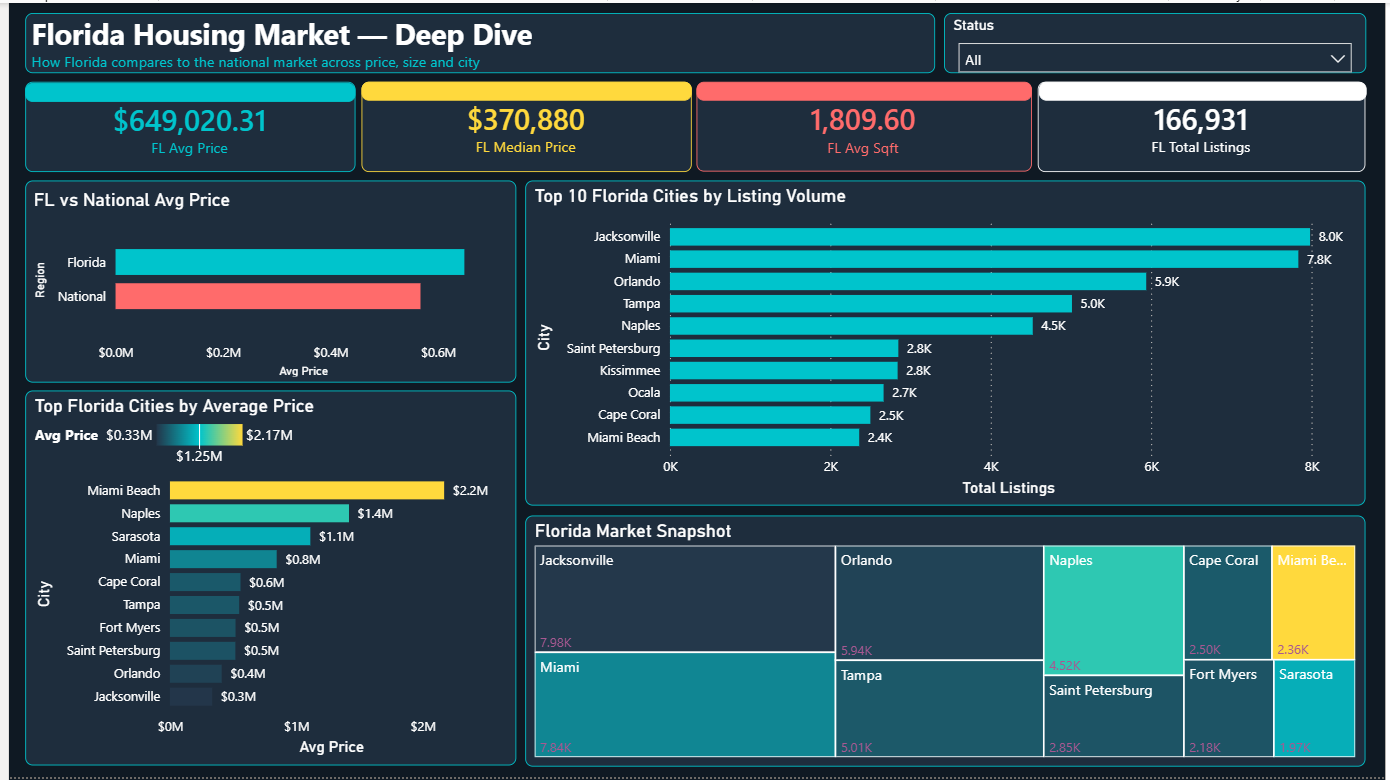 Florida Housing Market — Deep Dive
How Florida compares to the national market across price, size and city
Status
All
$649,020.31
FL Avg Price
$370,880
FL Median Price
1,809.60
FL Avg Sqft
166,931
FL Total Listings
FL vs National Avg Price
Region
Florida
National
$0.0M $0.2M $0.4M $0.6M
Avg Price
Top Florida Cities by Average Price
Avg Price $0.33M $2.17M
$1.25M
City
Miami Beach $2.2M
Naples $1.4M
Sarasota $1.1M
Miami $0.8M
Cape Coral $0.6M
Tampa $0.5M
Fort Myers $0.5M
Saint Petersburg $0.5M
Orlando $0.4M
Jacksonville $0.3M
$0M $1M $2M
Avg Price
Top 10 Florida Cities by Listing Volume
City
Jacksonville 8.0K
Miami 7.8K
Orlando 5.9K
Tampa 5.0K
Naples 4.5K
Saint Petersburg 2.8K
Kissimmee 2.8K
Ocala 2.7K
Cape Coral 2.5K
Miami Beach 2.4K
0K 2K 4K 6K 8K
Total Listings
Florida Market Snapshot
Jacksonville
7.98K
Miami
7.84K
Orlando
5.94K
Tampa
5.01K
Naples
4.52K
Saint Petersburg
2.85K
Cape Coral
2.50K
Miami Be...
2.36K
Fort Myers
2.18K
Sarasota